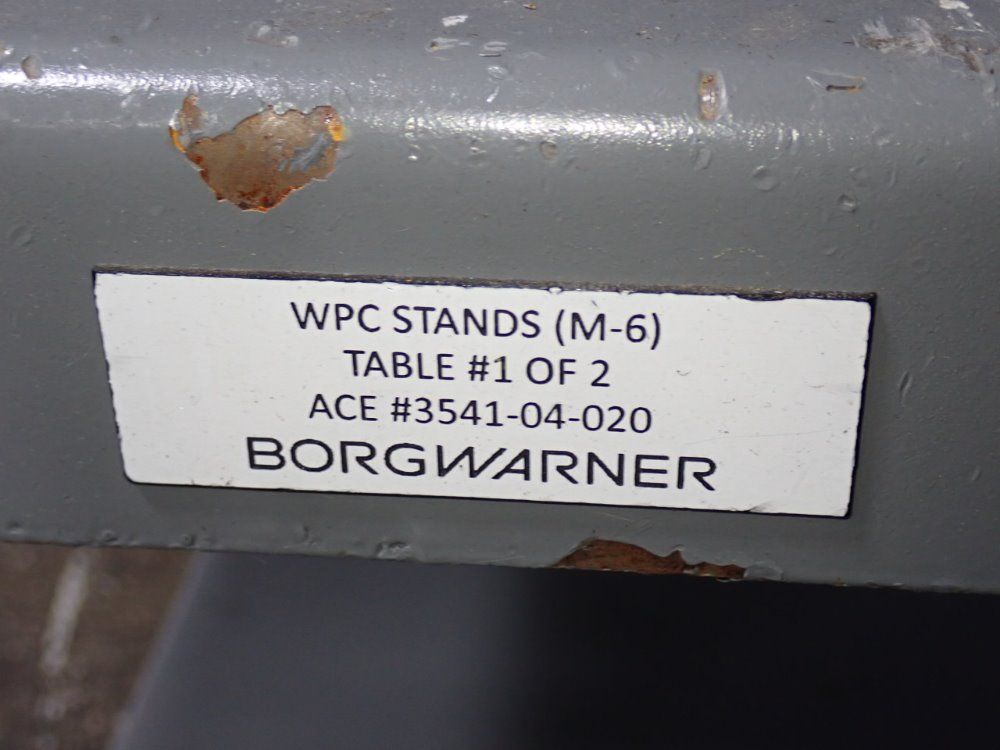 WPC STANDS (M-6)
TABLE #1 OF 2
ACE #3541-04-020
BORGWARNER